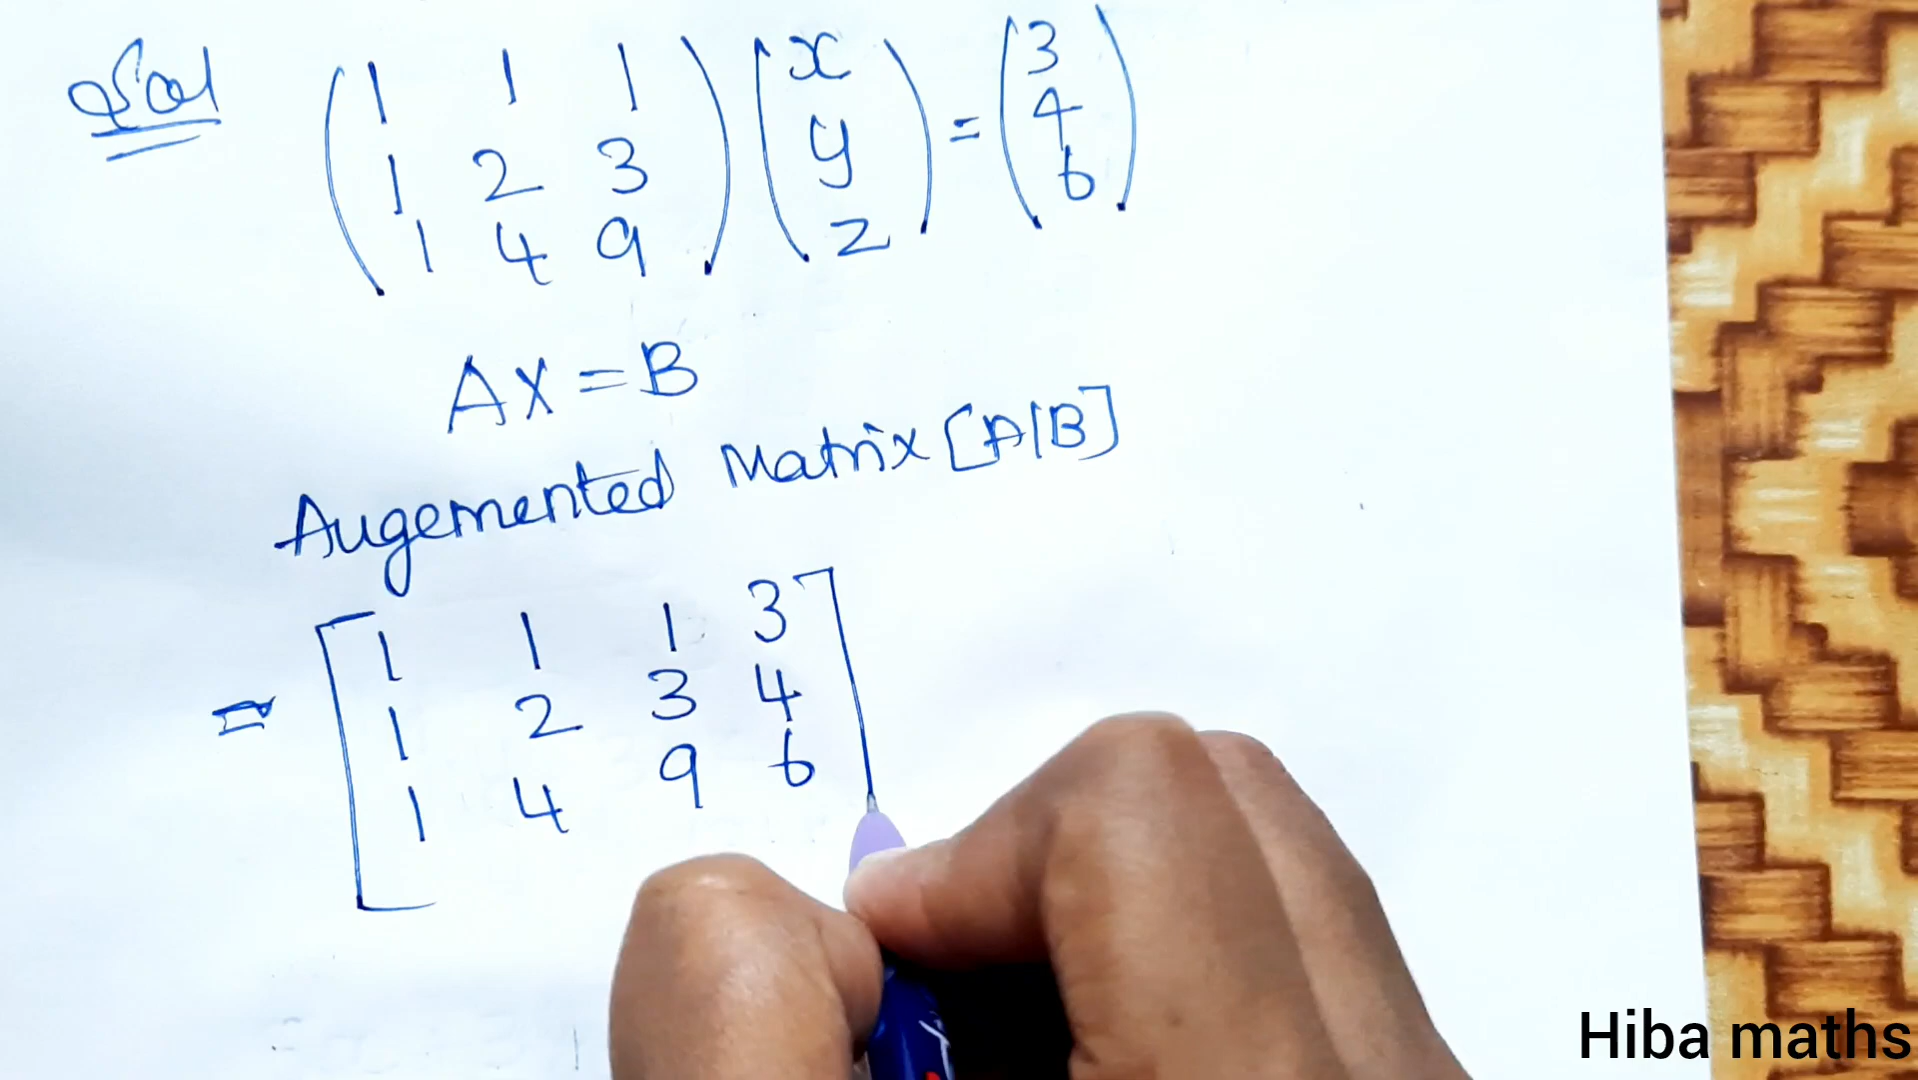 Sol
( 1 1 1 ) ( x ) = ( 3 )
( 1 2 3 ) ( y ) ( 4 )
( 1 4 9 ) ( z ) ( 6 )
AX = B
Augemented Matrix [A|B]
= [ 1 1 1 3 ]
1 2 3 4
1 4 9 6
Hiba maths